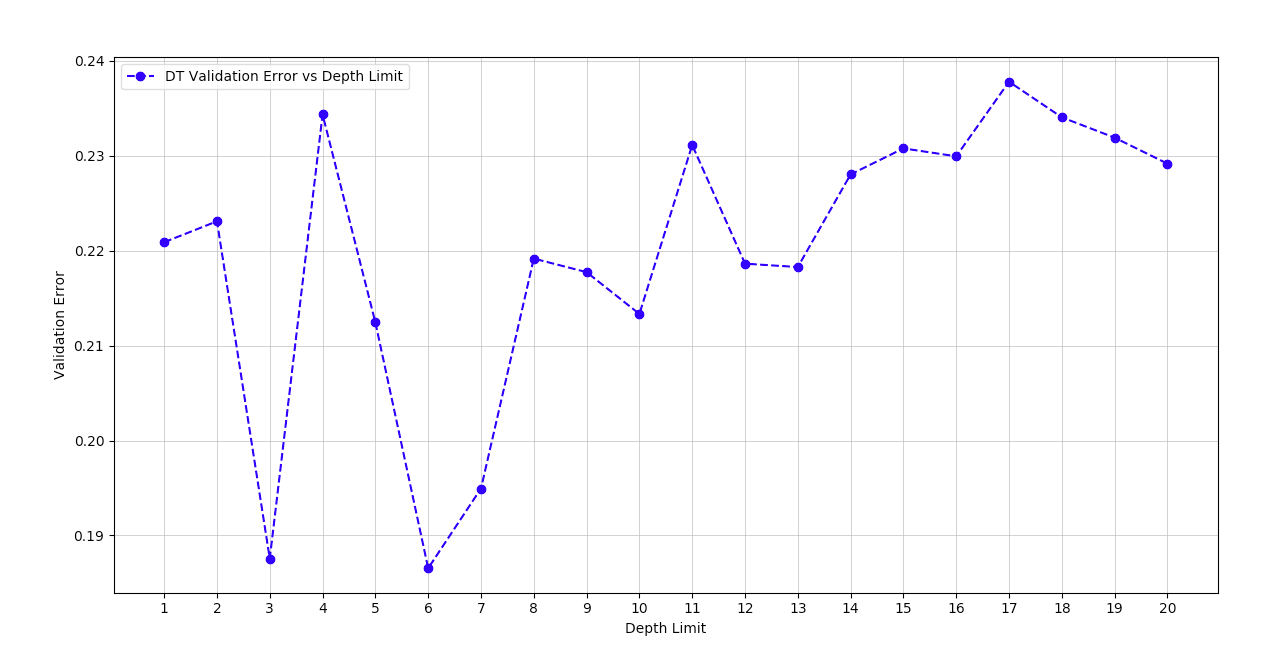 DT Validation Error vs Depth Limit
0.24
0.23
0.22
0.21
0.20
0.19
Validation Error
1 2 3 4 5 6 7 8 9 10 11 12 13 14 15 16 17 18 19 20
Depth Limit